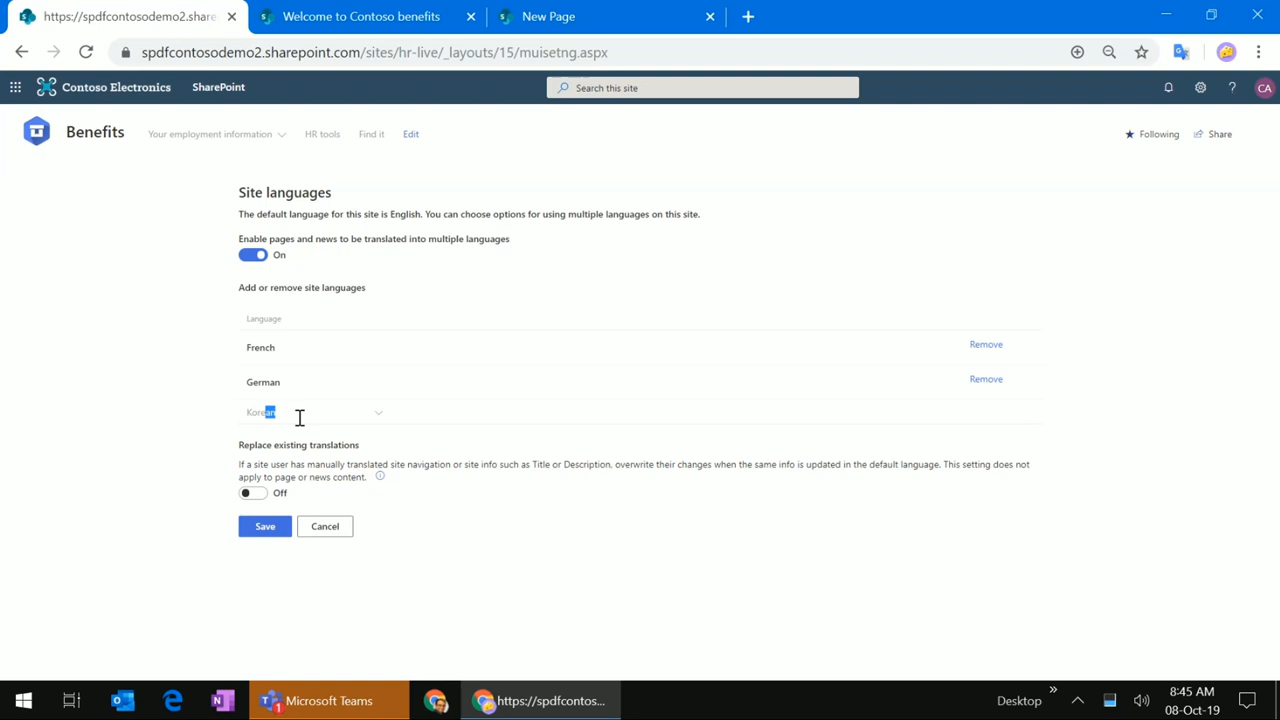 https://spdfcontosodemo2.share
Welcome to Contoso benefits
New Page
spdfcontosodemo2.sharepoint.com/sites/hr-live/_layouts/15/muisetng.aspx
Contoso Electronics
SharePoint
Search this site
CA
Benefits
Your employment information
HR tools
Find it
Edit
Following
Share
Site languages
The default language for this site is English. You can choose options for using multiple languages on this site.
Enable pages and news to be translated into multiple languages
On
Add or remove site languages
Language
French
Remove
German
Remove
Korean
Replace existing translations
If a site user has manually translated site navigation or site info such as Title or Description, overwrite their changes when the same info is updated in the default language. This setting does not
apply to page or news content.
Off
Save
Cancel
1
Microsoft Teams
https://spdfcontos...
Desktop
8:45 AM
08-Oct-19